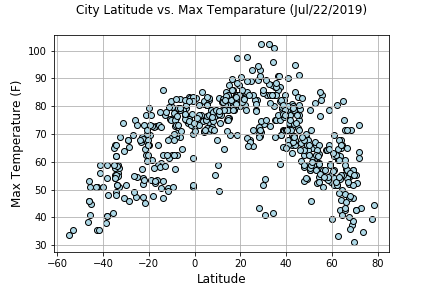 City Latitude vs. Max Temparature (Jul/22/2019)
Max Temperature (F)
100
90
80
70
60
50
40
30
−60 −40 −20 0 20 40 60 80
Latitude